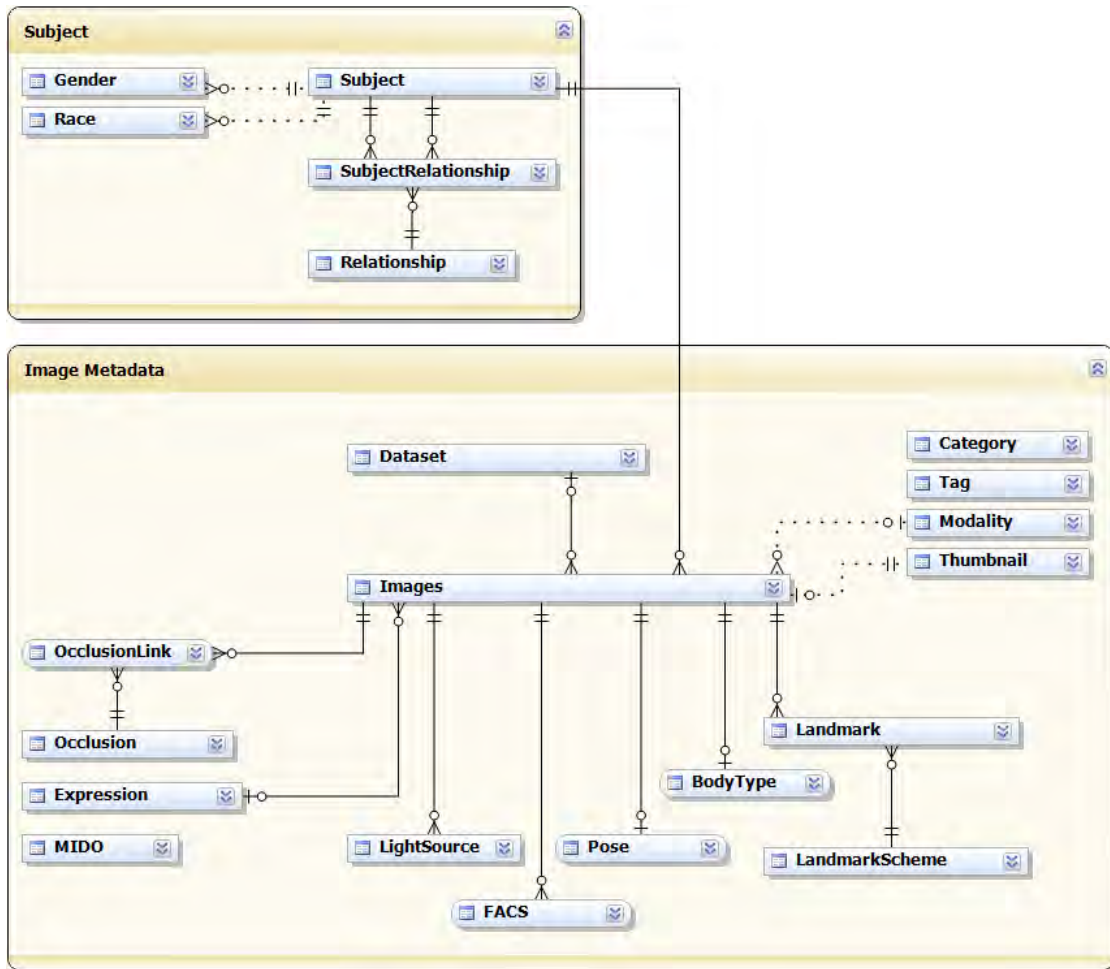 Subject
Gender
Subject
Race
SubjectRelationship
Relationship
Image Metadata
Dataset
Category
Tag
Modality
Thumbnail
Images
OcclusionLink
Occlusion
Landmark
Expression
BodyType
MIDO
LightSource
Pose
LandmarkScheme
FACS